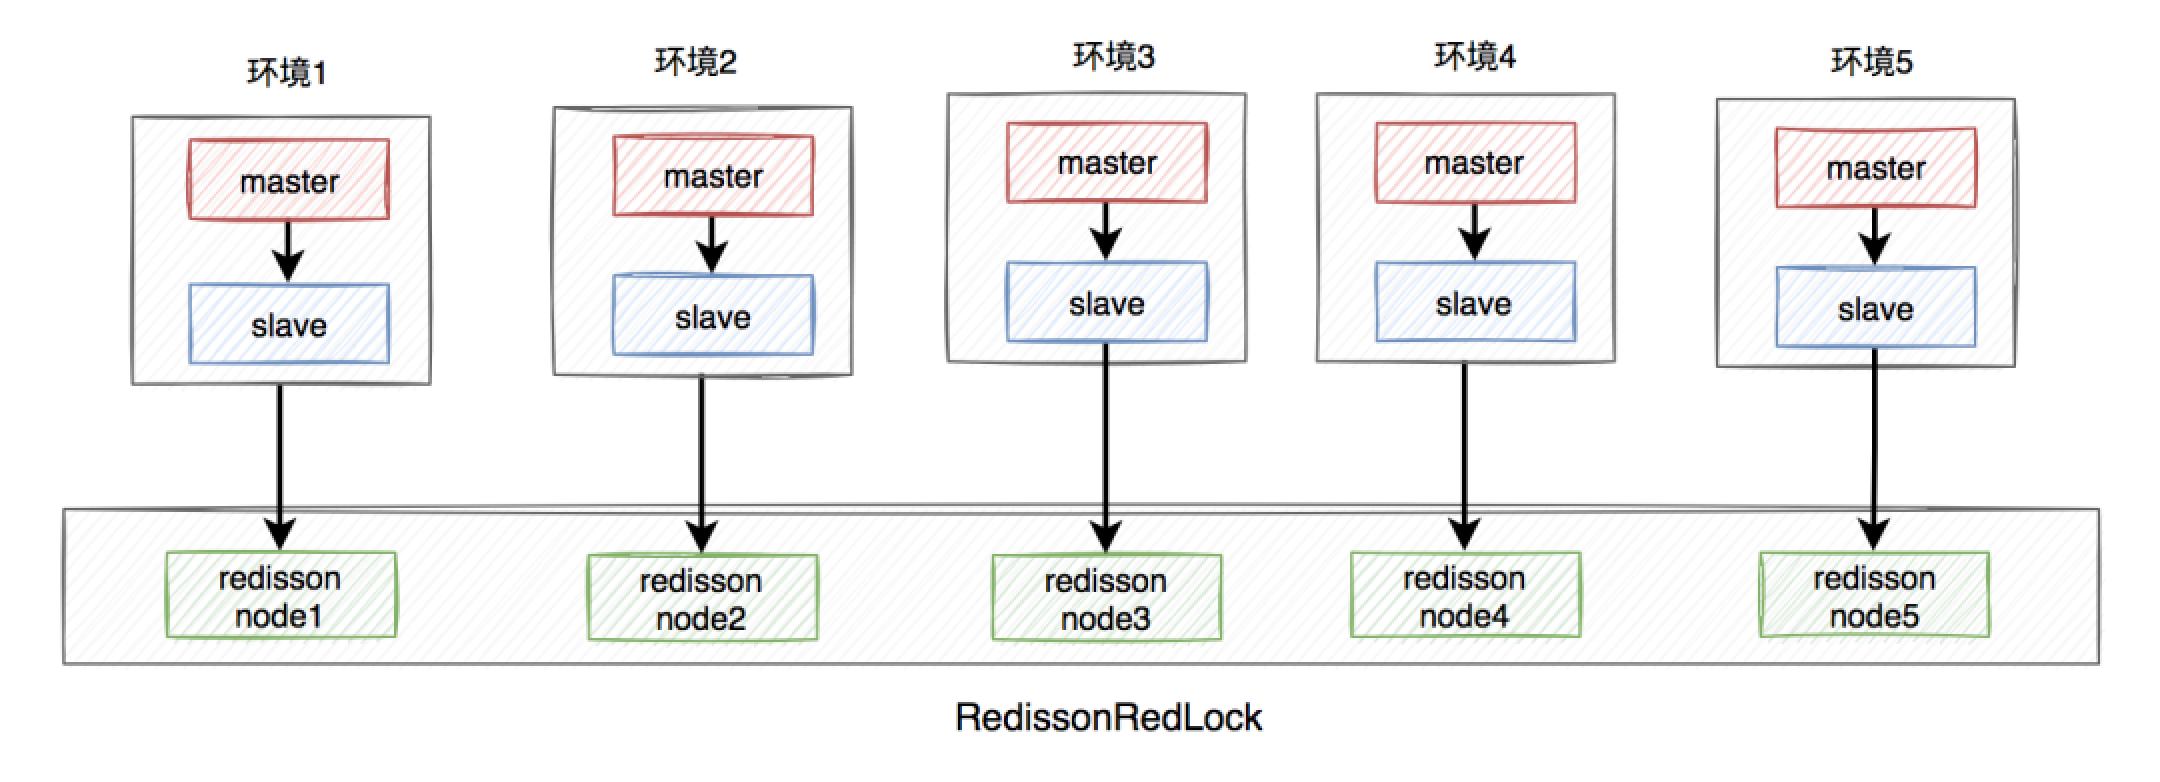 环境1
环境2
环境3
环境4
环境5
master
master
master
master
master
slave
slave
slave
slave
slave
redisson
node1
redisson
node2
redisson
node3
redisson
node4
redisson
node5
RedissonRedLock